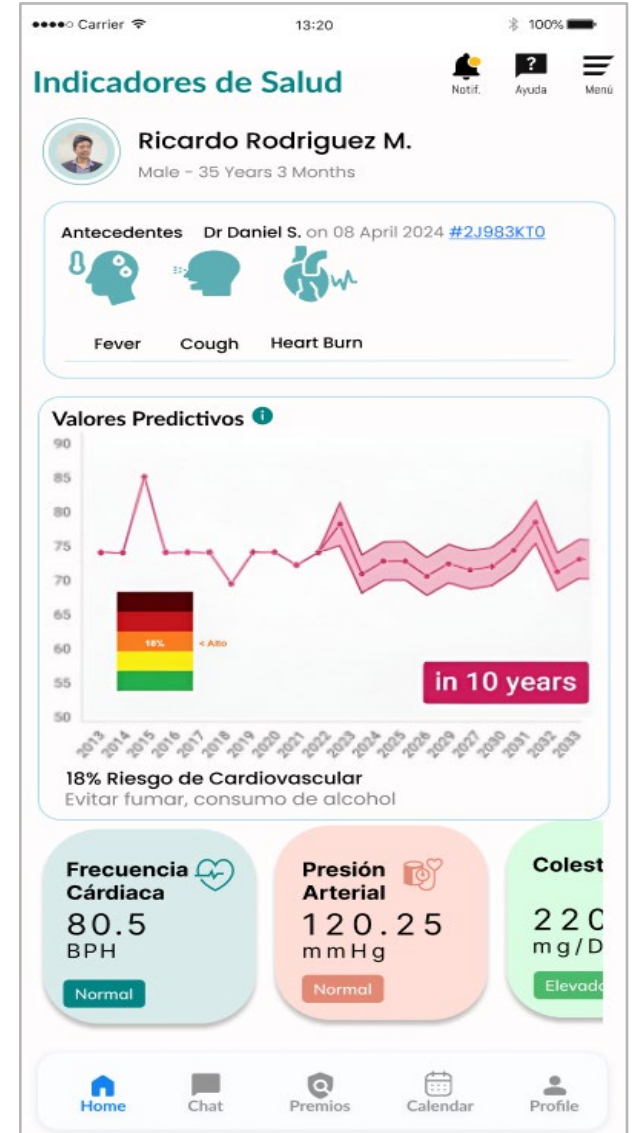 Carrier 13:20 100%
Indicadores de Salud
Notif. Ayuda Menú
Ricardo Rodriguez M.
Male - 35 Years 3 Months
Antecedentes Dr Daniel S. on 08 April 2024 #2J983KT0
Fever Cough Heart Burn
Valores Predictivos
90
85
80
75
70
65
60
55
50
18% < Alto
in 10 years
2013 2014 2015 2016 2017 2018 2019 2020 2021 2022 2023 2024 2025 2026 2029 2027 2030 2031 2032 2033
18% Riesgo de Cardiovascular
Evitar fumar, consumo de alcohol
Frecuencia
Cárdiaca
80.5
BPH
Normal
Presión
Arterial
120.25
mmHg
Normal
Colest
220
mg/D
Elevado
Home Chat Premios Calendar Profile